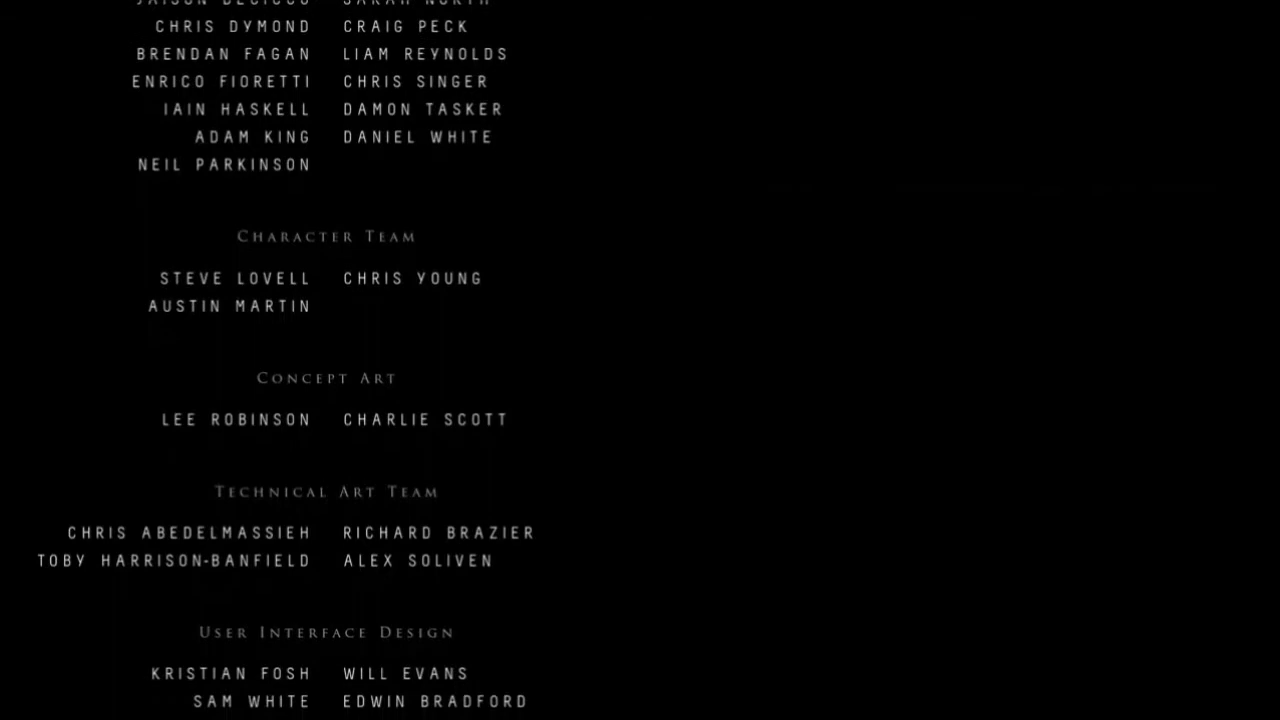 CHRIS DYMOND CRAIG PECK
BRENDAN FAGAN LIAM REYNOLDS
ENRICO FIORETTI CHRIS SINGER
IAIN HASKELL DAMON TASKER
ADAM KING DANIEL WHITE
NEIL PARKINSON
CHARACTER TEAM
STEVE LOVELL CHRIS YOUNG
AUSTIN MARTIN
CONCEPT ART
LEE ROBINSON CHARLIE SCOTT
TECHNICAL ART TEAM
CHRIS ABEDELMASSIEH RICHARD BRAZIER
TOBY HARRISON-BANFIELD ALEX SOLIVEN
USER INTERFACE DESIGN
KRISTIAN FOSH WILL EVANS
SAM WHITE EDWIN BRADFORD